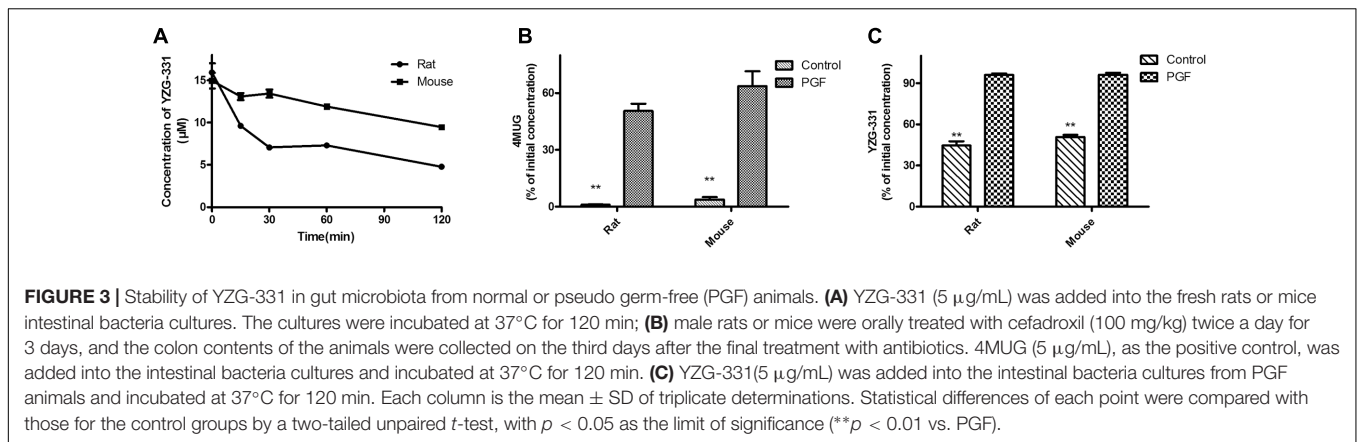 A
Concentration of YZG-331
(µM)
15
10
5
0
0
30
60
90
120
Time(min)
Rat
Mouse
B
4MUG
(% of initial concentration)
60
30
0
Control
PGF
**
**
Rat
Mouse
C
YZG-331
(% of initial concentration)
90
60
30
0
Control
PGF
**
**
Rat
Mouse
FIGURE 3 | Stability of YZG-331 in gut microbiota from normal or pseudo germ-free (PGF) animals. (A) YZG-331 (5 µg/mL) was added into the fresh rats or mice
intestinal bacteria cultures. The cultures were incubated at 37°C for 120 min; (B) male rats or mice were orally treated with cefadroxil (100 mg/kg) twice a day for
3 days, and the colon contents of the animals were collected on the third days after the final treatment with antibiotics. 4MUG (5 µg/mL), as the positive control, was
added into the intestinal bacteria cultures and incubated at 37°C for 120 min. (C) YZG-331(5 µg/mL) was added into the intestinal bacteria cultures from PGF
animals and incubated at 37°C for 120 min. Each column is the mean ± SD of triplicate determinations. Statistical differences of each point were compared with
those for the control groups by a two-tailed unpaired t-test, with p < 0.05 as the limit of significance (**p < 0.01 vs. PGF).